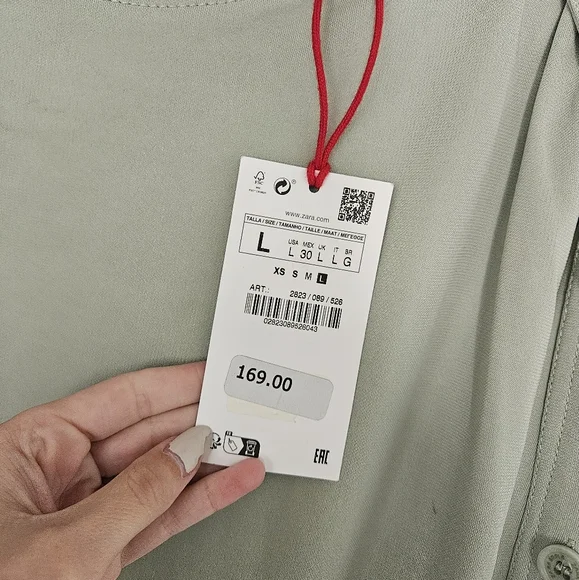 FSC
www.zara.com
TALLA / SIZE / TAMANHO / TAILLE / MAAT / ΜΕΓΕΘΟΣ
L
USA MEX UK IT BR
L 30 L L G
XS S M L
ART.: 2823 / 089 / 526
02823089526043
169.00
EAC